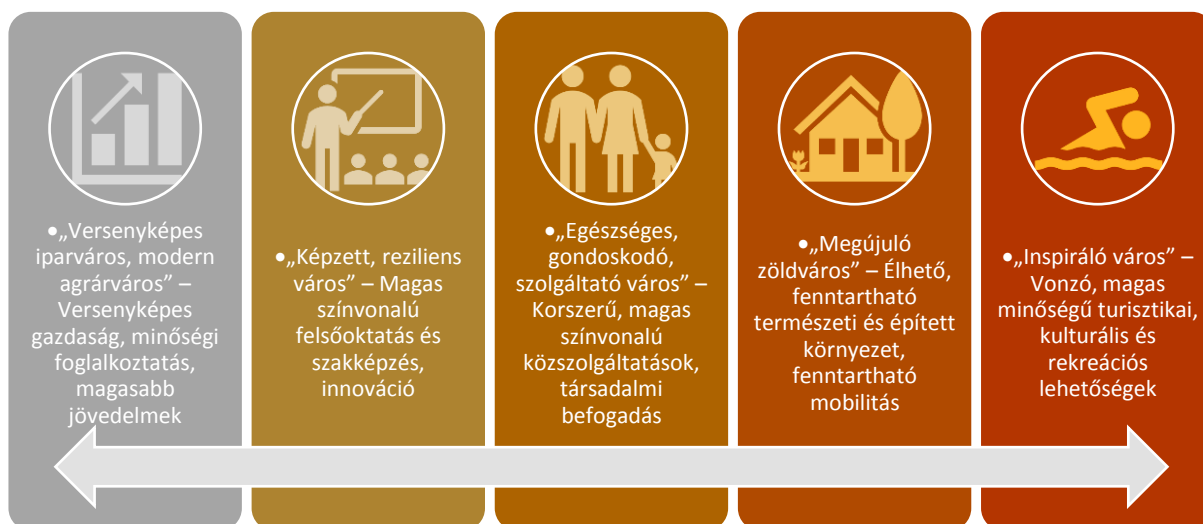 •„Versenyképes
iparváros, modern
agrárváros” –
Versenyképes
gazdaság, minőségi
foglalkoztatás,
magasabb
jövedelmek
•„Képzett, reziliens
város” – Magas
színvonalú
felsőoktatás és
szakképzés,
innováció
•„Egészséges,
gondoskodó,
szolgáltató város” –
Korszerű, magas
színvonalú
közszolgáltatások,
társadalmi
befogadás
•„Megújuló
zöldváros” – Élhető,
fenntartható
természeti és épített
környezet,
fenntartható
mobilitás
•„Inspiráló város” –
Vonzó, magas
minőségű turisztikai,
kulturális és
rekreációs
lehetőségek